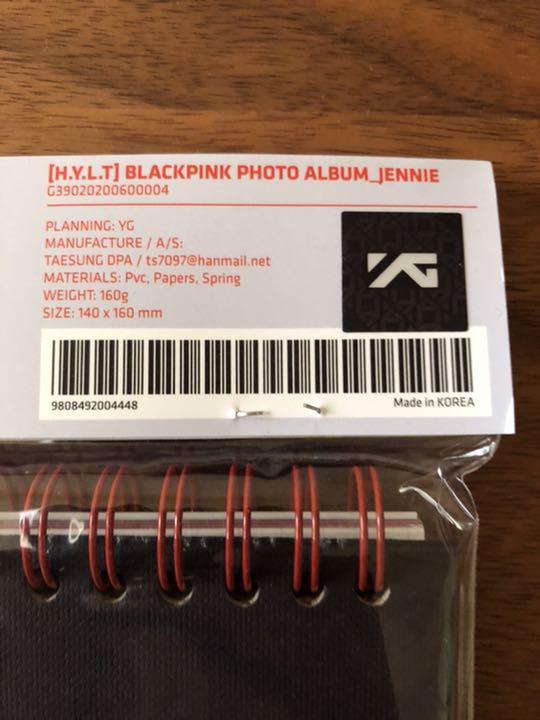 [H.Y.L.T] BLACKPINK PHOTO ALBUM_JENNIE
G39020200600004
PLANNING: YG
MANUFACTURE / A/S:
TAESUNG DPA / ts7097@hanmail.net
MATERIALS: Pvc, Papers, Spring
WEIGHT: 160g
SIZE: 140 x 160 mm
YG
9808492004448
Made in KOREA